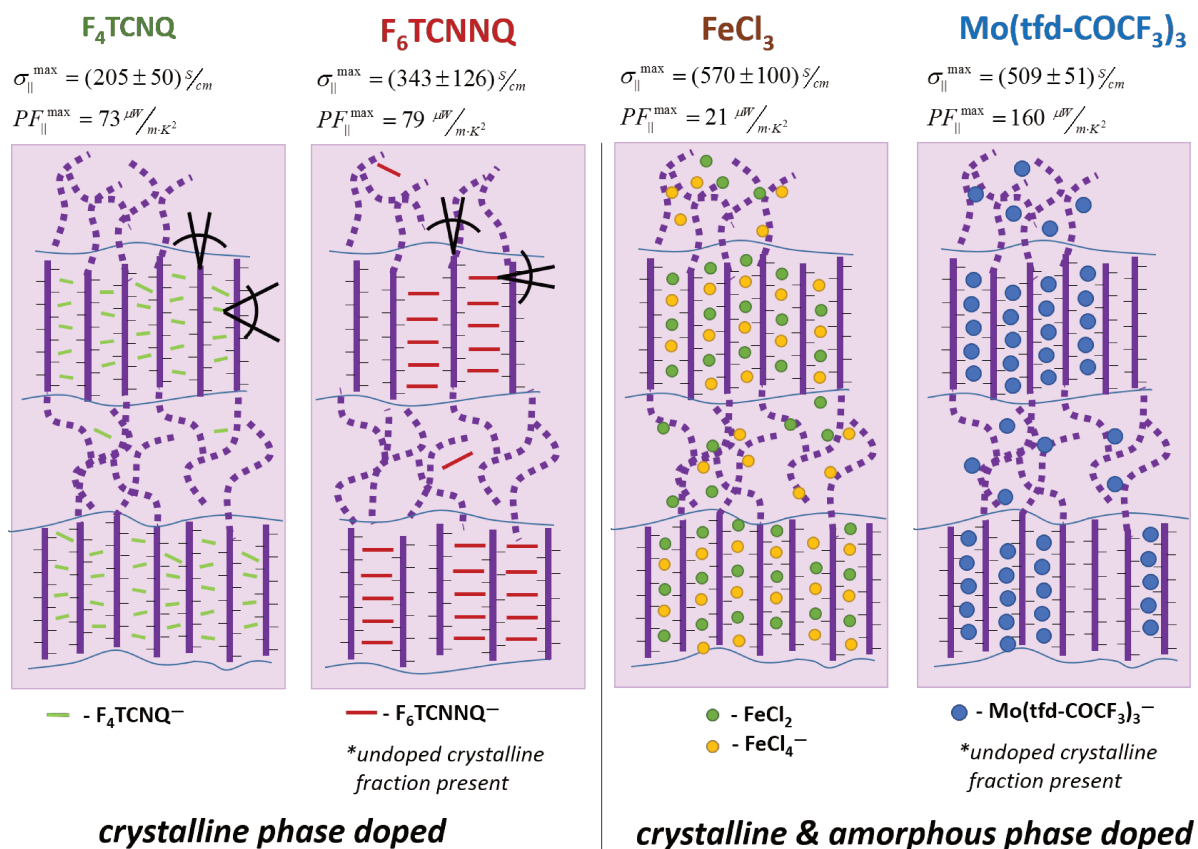 F₄TCNQ
σ||ᵐᵃˣ = (205 ± 50) S/cm
PF||ᵐᵃˣ = 73 μW/m·K²
F₆TCNNQ
σ||ᵐᵃˣ = (343 ± 126) S/cm
PF||ᵐᵃˣ = 79 μW/m·K²
FeCl₃
σ||ᵐᵃˣ = (570 ± 100) S/cm
PF||ᵐᵃˣ = 21 μW/m·K²
Mo(tfd-COCF₃)₃
σ||ᵐᵃˣ = (509 ± 51) S/cm
PF||ᵐᵃˣ = 160 μW/m·K²
- F₄TCNQ⁻
- F₆TCNNQ⁻
*undoped crystalline
fraction present
- FeCl₂
- FeCl₄⁻
- Mo(tfd-COCF₃)₃⁻
*undoped crystalline
fraction present
crystalline phase doped
crystalline & amorphous phase doped